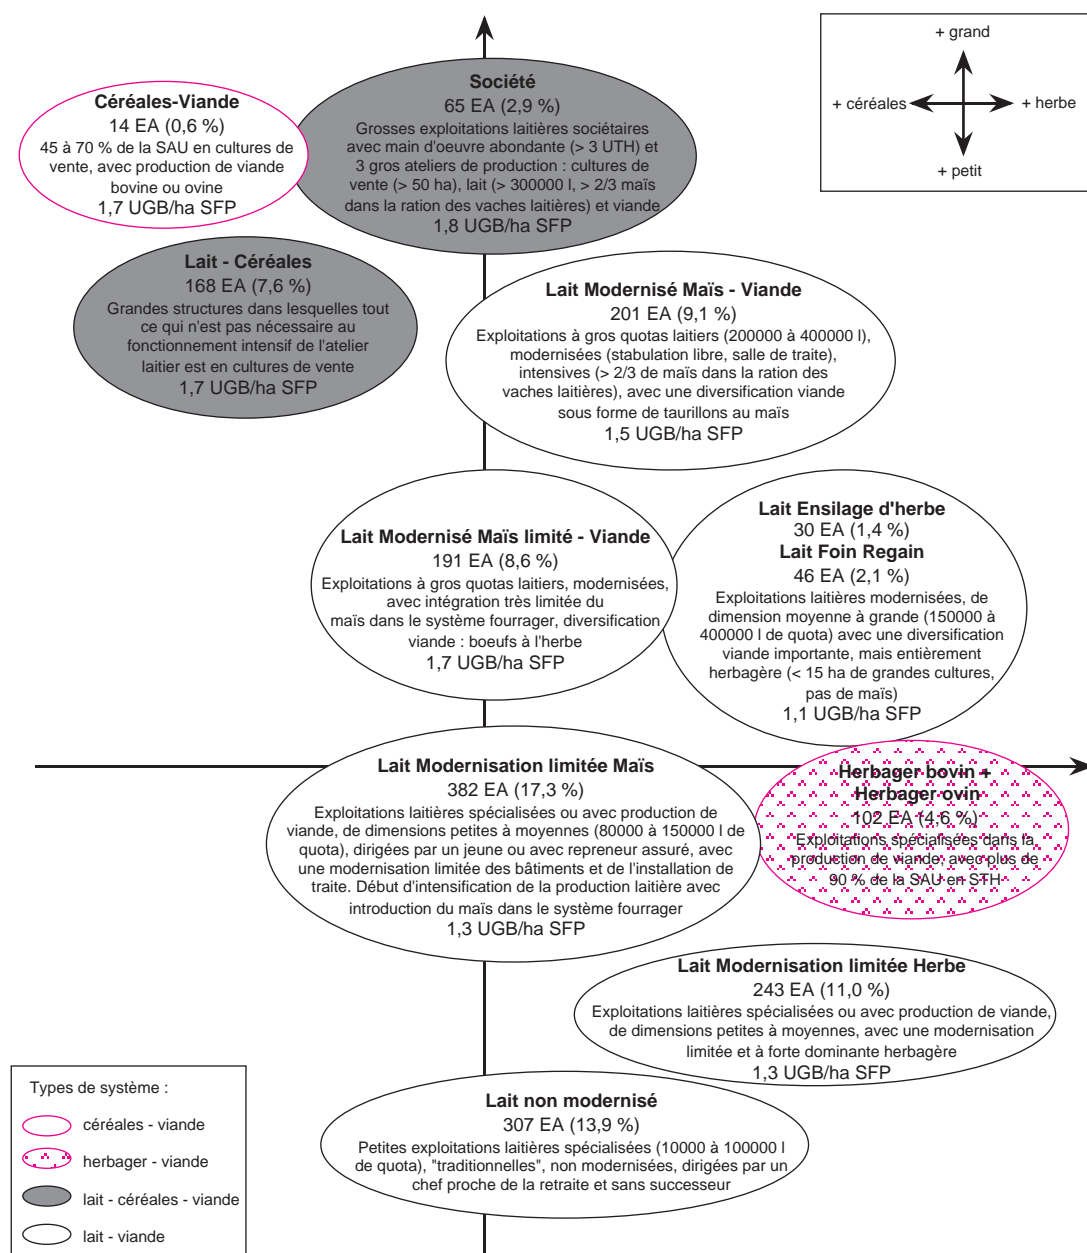 + grand
+ céréales
+ herbe
+ petit
Société
65 EA (2,9 %)
Grosses exploitations laitières sociétaires
avec main d'oeuvre abondante (> 3 UTH) et
3 gros ateliers de production : cultures de
vente (> 50 ha), lait (> 300000 l, > 2/3 maïs
dans la ration des vaches laitières) et viande
1,8 UGB/ha SFP
Céréales-Viande
14 EA (0,6 %)
45 à 70 % de la SAU en cultures de
vente, avec production de viande
bovine ou ovine
1,7 UGB/ha SFP
Lait - Céréales
168 EA (7,6 %)
Grandes structures dans lesquelles tout
ce qui n'est pas nécessaire au
fonctionnement intensif de l'atelier
laitier est en cultures de vente
1,7 UGB/ha SFP
Lait Modernisé Maïs - Viande
201 EA (9,1 %)
Exploitations à gros quotas laitiers (200000 à 400000 l),
modernisées (stabulation libre, salle de traite),
intensives (> 2/3 de maïs dans la ration des
vaches laitières), avec une diversification viande
sous forme de taurillons au maïs
1,5 UGB/ha SFP
Lait Modernisé Maïs limité - Viande
191 EA (8,6 %)
Exploitations à gros quotas laitiers, modernisées,
avec intégration très limitée du
maïs dans le système fourrager, diversification
viande : boeufs à l'herbe
1,7 UGB/ha SFP
Lait Ensilage d'herbe
30 EA (1,4 %)
Lait Foin Regain
46 EA (2,1 %)
Exploitations laitières modernisées, de
dimension moyenne à grande (150000 à
400000 l de quota) avec une diversification
viande importante, mais entièrement
herbagère (< 15 ha de grandes cultures,
pas de maïs)
1,1 UGB/ha SFP
Lait Modernisation limitée Maïs
382 EA (17,3 %)
Exploitations laitières spécialisées ou avec production de
viande, de dimensions petites à moyennes (80000 à 150000 l de
quota), dirigées par un jeune ou avec repreneur assuré, avec
une modernisation limitée des bâtiments et de l'installation de
traite. Début d'intensification de la production laitière avec
introduction du maïs dans le système fourrager
1,3 UGB/ha SFP
Herbager bovin +
Herbager ovin
102 EA (4,6 %)
Exploitations spécialisées dans la
production de viande, avec plus de
90 % de la SAU en STH
Lait Modernisation limitée Herbe
243 EA (11,0 %)
Exploitations laitières spécialisées ou avec production de viande,
de dimensions petites à moyennes, avec une modernisation
limitée et à forte dominante herbagère
1,3 UGB/ha SFP
Lait non modernisé
307 EA (13,9 %)
Petites exploitations laitières spécialisées (10000 à 100000 l
de quota), "traditionnelles", non modernisées, dirigées par un
chef proche de la retraite et sans successeur
Types de système :
céréales - viande
herbager - viande
lait - céréales - viande
lait - viande